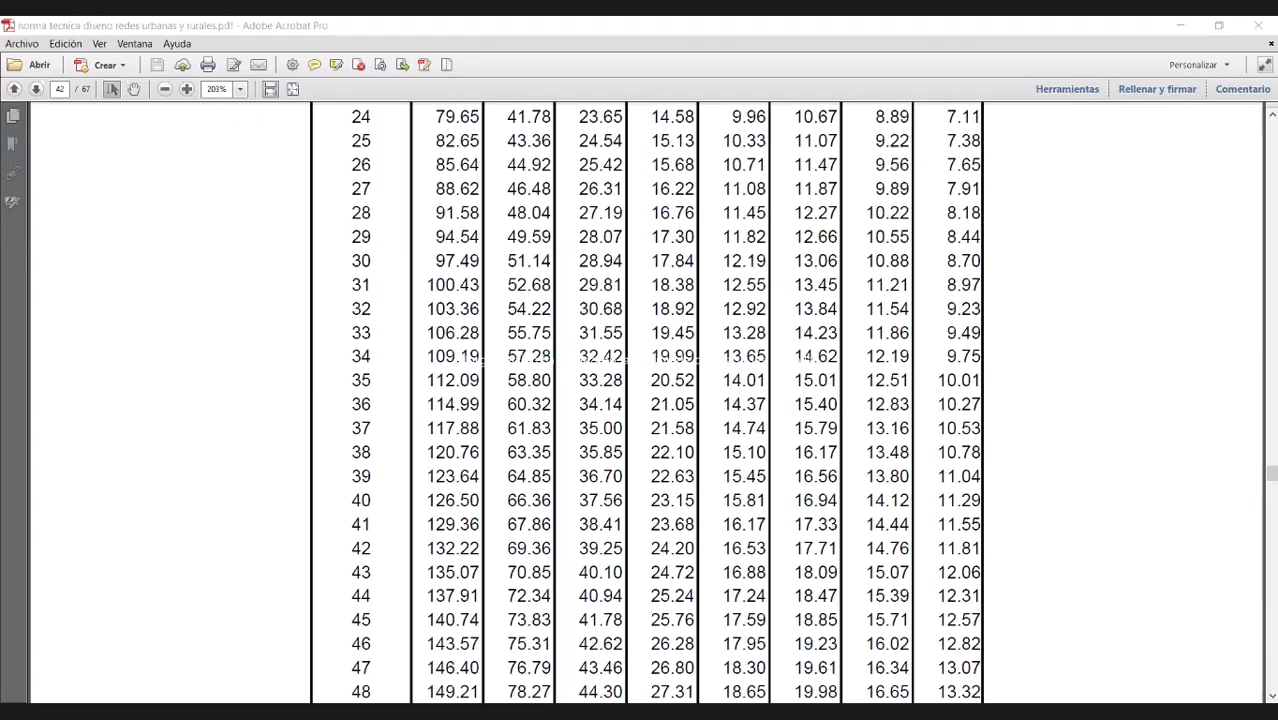 norma tecnica diseno redes urbanas y rurales.pdf - Adobe Acrobat Pro
Archivo Edición Ver Ventana Ayuda
Abrir Crear Personalizar
42 / 67 203% Herramientas Rellenar y firmar Comentario
24 79.65 41.78 23.65 14.58 9.96 10.67 8.89 7.11
25 82.65 43.36 24.54 15.13 10.33 11.07 9.22 7.38
26 85.64 44.92 25.42 15.68 10.71 11.47 9.56 7.65
27 88.62 46.48 26.31 16.22 11.08 11.87 9.89 7.91
28 91.58 48.04 27.19 16.76 11.45 12.27 10.22 8.18
29 94.54 49.59 28.07 17.30 11.82 12.66 10.55 8.44
30 97.49 51.14 28.94 17.84 12.19 13.06 10.88 8.70
31 100.43 52.68 29.81 18.38 12.55 13.45 11.21 8.97
32 103.36 54.22 30.68 18.92 12.92 13.84 11.54 9.23
33 106.28 55.75 31.55 19.45 13.28 14.23 11.86 9.49
34 109.19 57.28 32.42 19.99 13.65 14.62 12.19 9.75
35 112.09 58.80 33.28 20.52 14.01 15.01 12.51 10.01
36 114.99 60.32 34.14 21.05 14.37 15.40 12.83 10.27
37 117.88 61.83 35.00 21.58 14.74 15.79 13.16 10.53
38 120.76 63.35 35.85 22.10 15.10 16.17 13.48 10.78
39 123.64 64.85 36.70 22.63 15.45 16.56 13.80 11.04
40 126.50 66.36 37.56 23.15 15.81 16.94 14.12 11.29
41 129.36 67.86 38.41 23.68 16.17 17.33 14.44 11.55
42 132.22 69.36 39.25 24.20 16.53 17.71 14.76 11.81
43 135.07 70.85 40.10 24.72 16.88 18.09 15.07 12.06
44 137.91 72.34 40.94 25.24 17.24 18.47 15.39 12.31
45 140.74 73.83 41.78 25.76 17.59 18.85 15.71 12.57
46 143.57 75.31 42.62 26.28 17.95 19.23 16.02 12.82
47 146.40 76.79 43.46 26.80 18.30 19.61 16.34 13.07
48 149.21 78.27 44.30 27.31 18.65 19.98 16.65 13.32